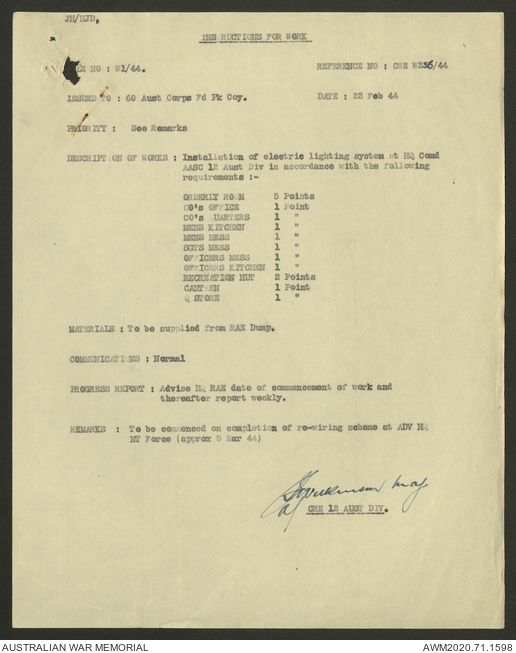 JH/HJD.
INSTRUCTIONS FOR WORK
NO : W1/44. REFERENCE NO : CRE W236/44
ISSUED TO : 60 Aust Corps Fd Pk Coy. DATE : 22 Feb 44
PRIORITY : See Remarks
DESCRIPTION OF WORKS : Installation of electric lighting system at HQ Comd
AASC 12 Aust Div in accordance with the following
requirements :-
ORDERLY ROOM 5 Points
CO's OFFICE 1 Point
CO's QUARTERS 1 "
MENS KITCHEN 1 "
MENS MESS 1 "
SGTS MESS 1 "
OFFICERS MESS 1 "
OFFICERS KITCHEN 1 "
RECREATION HUT 2 Points
CANTEEN 1 Point
Q STORE 1 "
MATERIALS : To be supplied from RAE Dump.
COMMUNICATIONS : Normal
PROGRESS REPORT : Advise HQ RAE date of commencement of work and
thereafter report weekly.
REMARKS : To be commenced on completion of re-wiring scheme at ADV HQ
NT Force (approx 5 Mar 44)
Maj
CRE 12 AUST DIV.
AUSTRALIAN WAR MEMORIAL AWM2020.71.1598